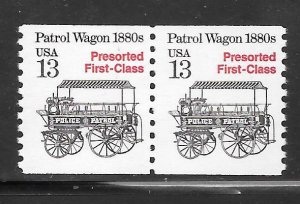 Patrol Wagon 1880s
USA
Presorted
13
First-Class
POLICE PATROL
Patrol Wagon 1880s
USA
Presorted
13
First-Class
POLICE PATROL